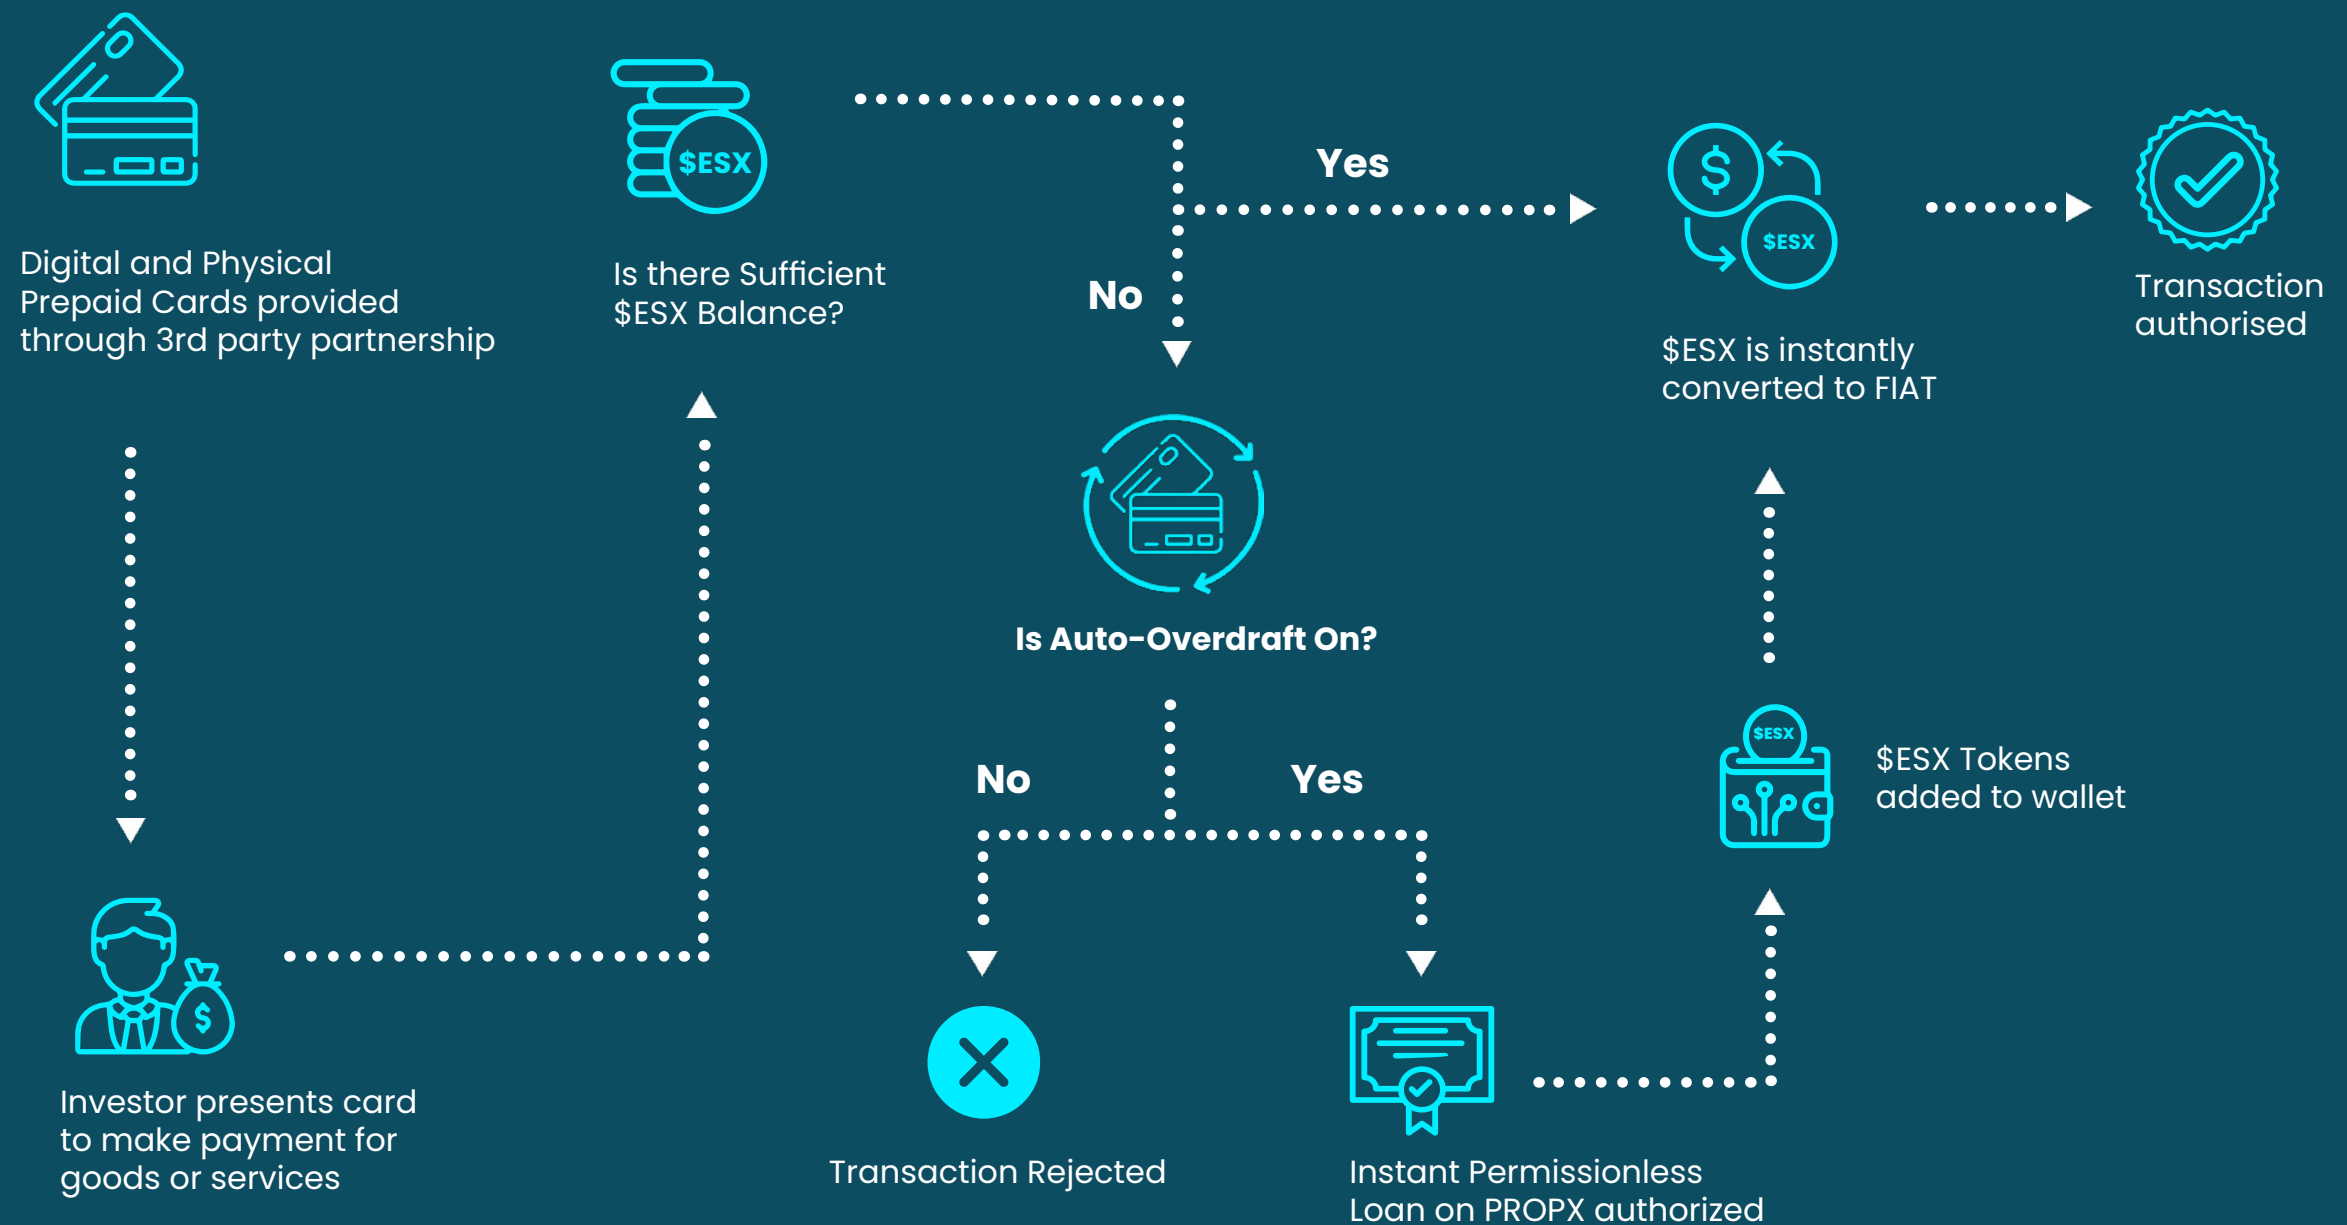 Digital and Physical
Prepaid Cards provided
through 3rd party partnership
$
Investor presents card
to make payment for
goods or services
$ESX
Is there Sufficient
$ESX Balance?
Yes
No
Is Auto-Overdraft On?
No
Yes
Transaction Rejected
Instant Permissionless
Loan on PROPX authorized
$ESX
$ESX Tokens
added to wallet
$
$ESX
$ESX is instantly
converted to FIAT
Transaction
authorised